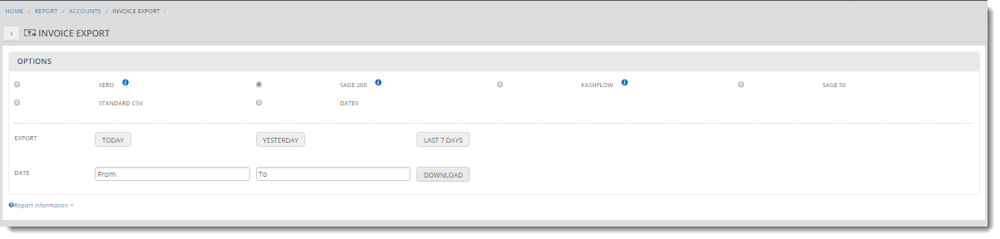 HOME / REPORT / ACCOUNTS / INVOICE EXPORT /
INVOICE EXPORT
OPTIONS
XERO SAGE 200 KASHFLOW SAGE 50
STANDARD CSV DATEV
EXPORT TODAY YESTERDAY LAST 7 DAYS
DATE From To DOWNLOAD
Report information